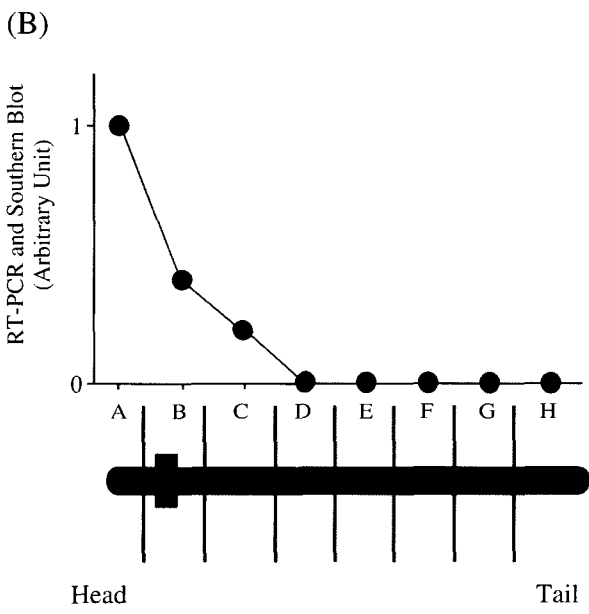 (B)
RT-PCR and Southern Blot
(Arbitrary Unit)
1
0
A B C D E F G H
Head Tail